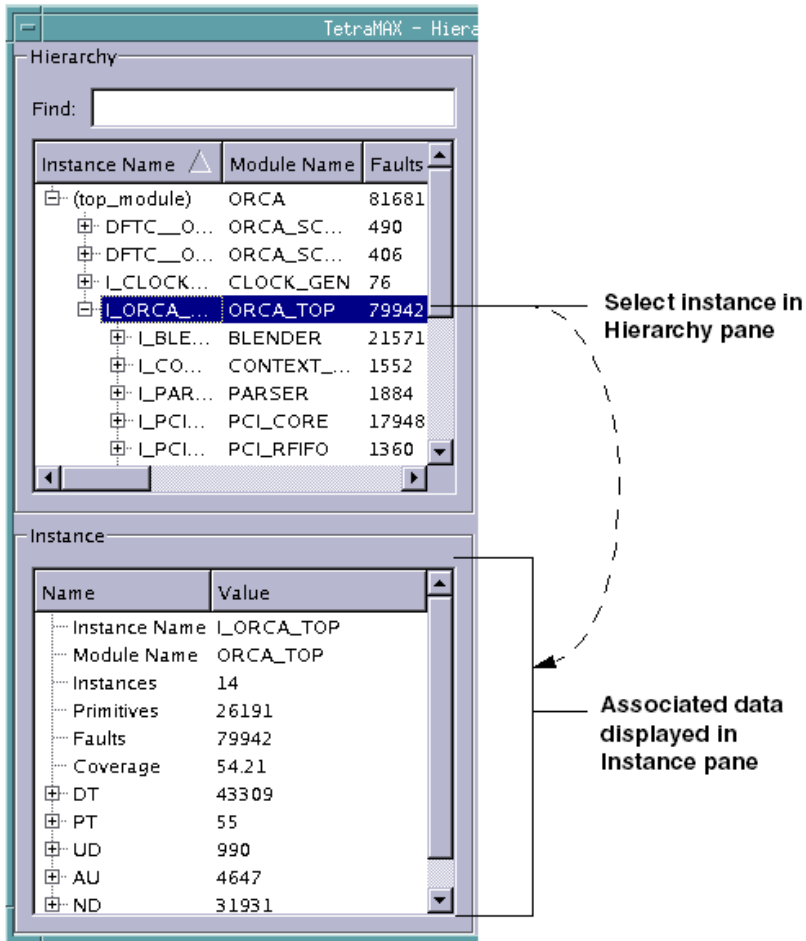 TetraMAX - Hiera
Hierarchy
Find:
Instance Name Module Name Faults
(top_module) ORCA 81681
DFTC__O... ORCA_SC... 490
DFTC__O... ORCA_SC... 406
I_CLOCK... CLOCK_GEN 76
I_ORCA_... ORCA_TOP 79942
I_BLE... BLENDER 21571
I_CO... CONTEXT_... 1552
I_PAR... PARSER 1884
I_PCI... PCI_CORE 17948
I_PCI... PCI_RFIFO 1360
Select instance in
Hierarchy pane
Instance
Name Value
Instance Name I_ORCA_TOP
Module Name ORCA_TOP
Instances 14
Primitives 26191
Faults 79942
Coverage 54.21
DT 43309
PT 55
UD 990
AU 4647
ND 31931
Associated data
displayed in
Instance pane